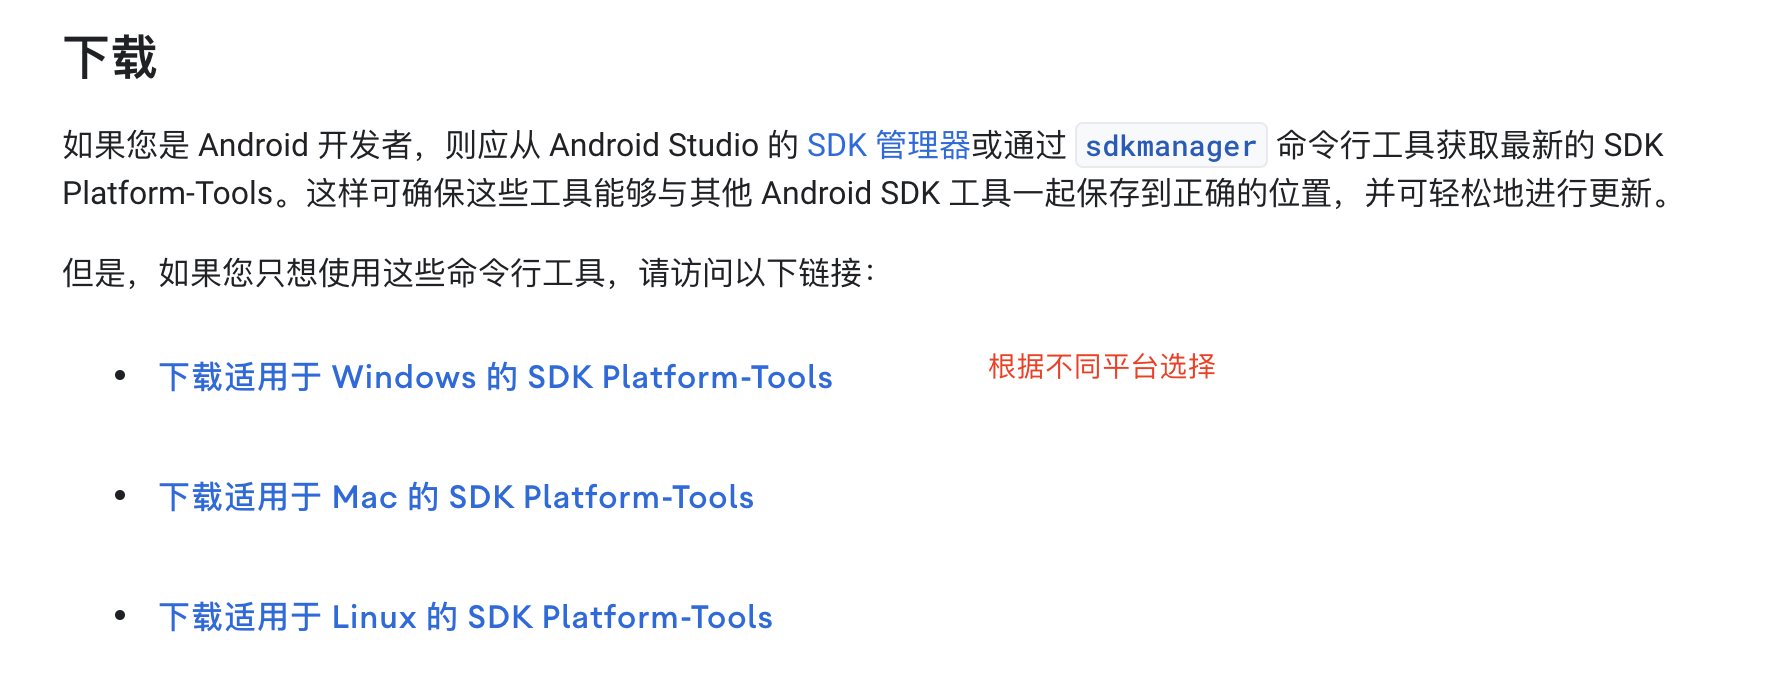 下载
如果您是 Android 开发者，则应从 Android Studio 的 SDK 管理器或通过 sdkmanager 命令行工具获取最新的 SDK
Platform-Tools。这样可确保这些工具能够与其他 Android SDK 工具一起保存到正确的位置，并可轻松地进行更新。
但是，如果您只想使用这些命令行工具，请访问以下链接：
• 下载适用于 Windows 的 SDK Platform-Tools 根据不同平台选择
• 下载适用于 Mac 的 SDK Platform-Tools
• 下载适用于 Linux 的 SDK Platform-Tools